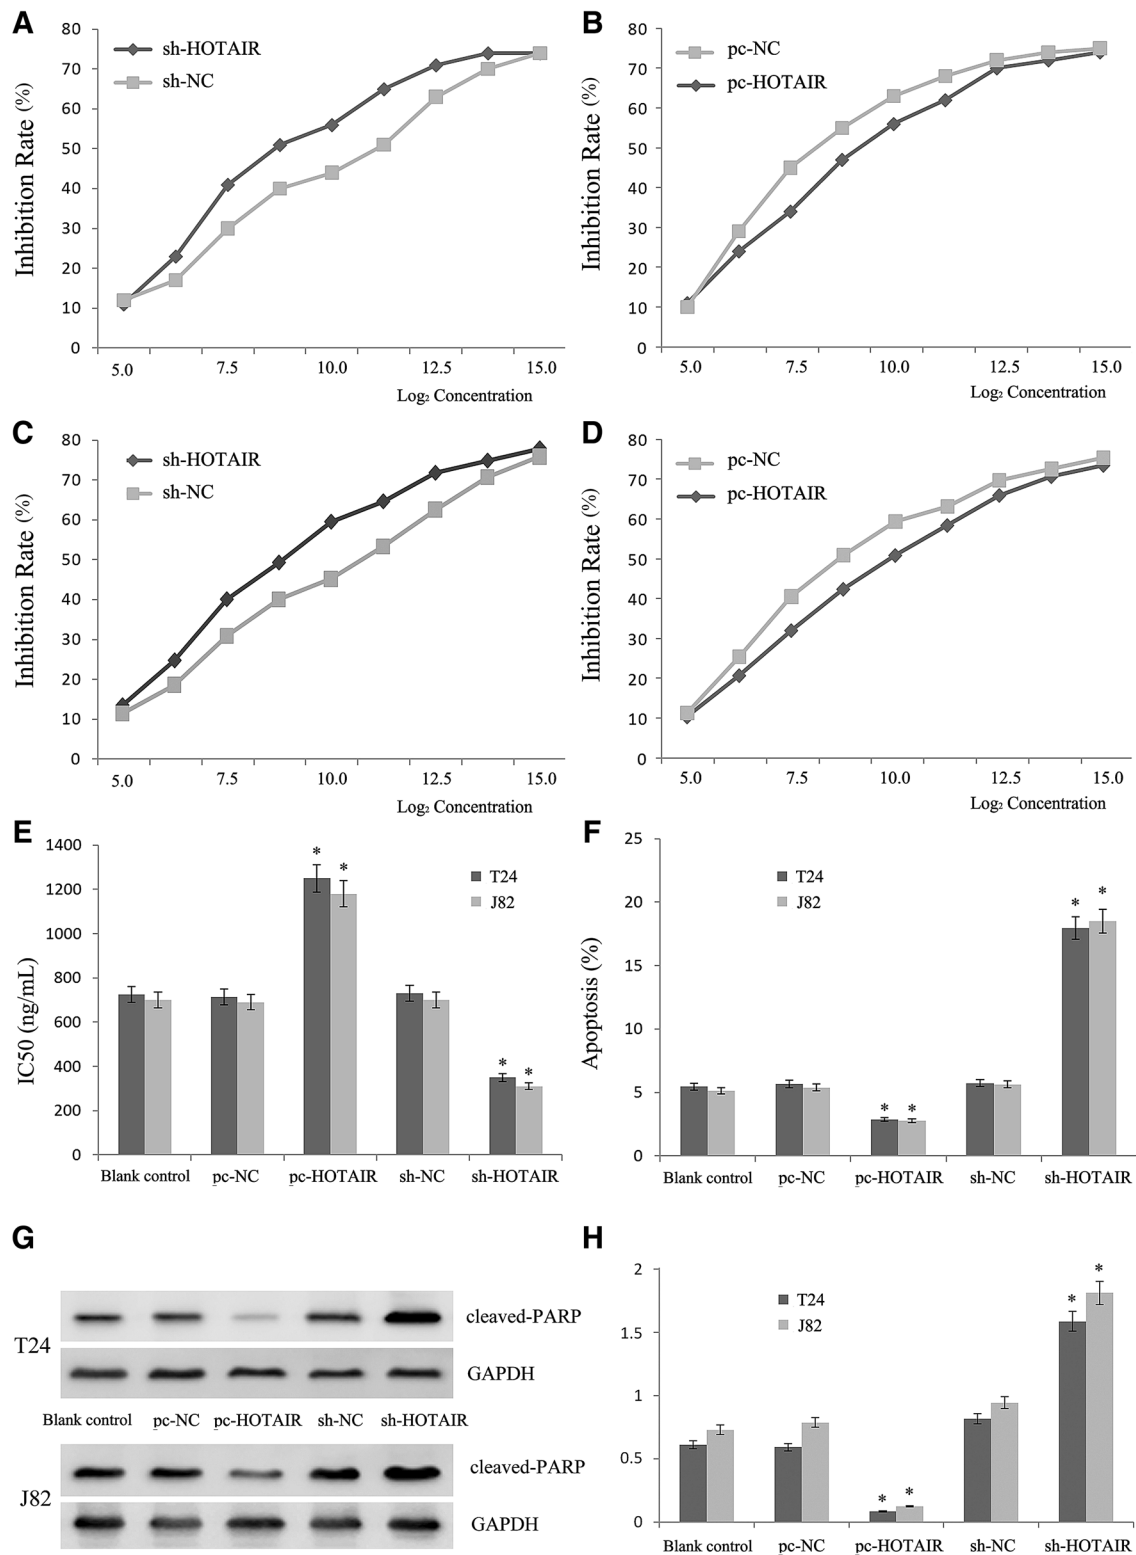 A
80
70
60
50
40
30
20
10
0
Inhibition Rate (%)
sh-HOTAIR
sh-NC
5.0 7.5 10.0 12.5 15.0
Log₂ Concentration
B
80
70
60
50
40
30
20
10
0
Inhibition Rate (%)
pc-NC
pc-HOTAIR
5.0 7.5 10.0 12.5 15.0
Log₂ Concentration
C
80
70
60
50
40
30
20
10
0
Inhibition Rate (%)
sh-HOTAIR
sh-NC
5.0 7.5 10.0 12.5 15.0
Log₂ Concentration
D
80
70
60
50
40
30
20
10
0
Inhibition Rate (%)
pc-NC
pc-HOTAIR
5.0 7.5 10.0 12.5 15.0
Log₂ Concentration
E
1400
1200
1000
800
600
400
200
0
IC50 (ng/mL)
T24
J82
* *
* *
Blank control pc-NC pc-HOTAIR sh-NC sh-HOTAIR
F
25
20
15
10
5
0
Apoptosis (%)
T24
J82
* *
* *
Blank control pc-NC pc-HOTAIR sh-NC sh-HOTAIR
G
T24
cleaved-PARP
GAPDH
Blank control pc-NC pc-HOTAIR sh-NC sh-HOTAIR
J82
cleaved-PARP
GAPDH
H
2
1.5
1
0.5
0
T24
J82
* *
* *
Blank control pc-NC pc-HOTAIR sh-NC sh-HOTAIR